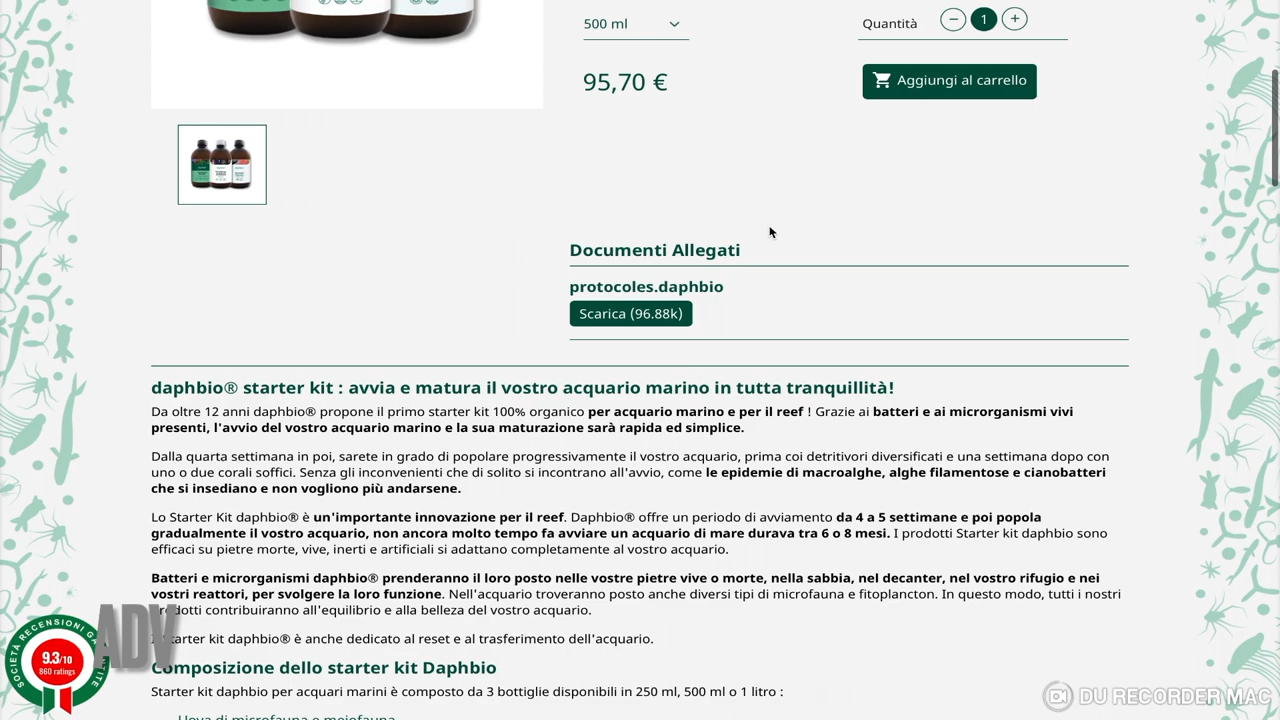 500 ml
Quantità
1
95,70 €
Aggiungi al carrello
Documenti Allegati
protocoles.daphbio
Scarica (96.88k)
daphbio® starter kit : avvia e matura il vostro acquario marino in tutta tranquillità!
Da oltre 12 anni daphbio® propone il primo starter kit 100% organico per acquario marino e per il reef ! Grazie ai batteri e ai microrganismi vivi
presenti, l'avvio del vostro acquario marino e la sua maturazione sarà rapida ed simplice.
Dalla quarta settimana in poi, sarete in grado di popolare progressivamente il vostro acquario, prima coi detritivori diversificati e una settimana dopo con
uno o due corali soffici. Senza gli inconvenienti che di solito si incontrano all'avvio, come le epidemie di macroalghe, alghe filamentose e cianobatteri
che si insediano e non vogliono più andarsene.
Lo Starter Kit daphbio® è un'importante innovazione per il reef. Daphbio® offre un periodo di avviamento da 4 a 5 settimane e poi popola
gradualmente il vostro acquario, non ancora molto tempo fa avviare un acquario di mare durava tra 6 o 8 mesi. I prodotti Starter kit daphbio sono
efficaci su pietre morte, vive, inerti e artificiali si adattano completamente al vostro acquario.
Batteri e microrganismi daphbio® prenderanno il loro posto nelle vostre pietre vive o morte, nella sabbia, nel decanter, nel vostro rifugio e nei
vostri reattori, per svolgere la loro funzione. Nell'acquario troveranno posto anche diversi tipi di microfauna e fitoplancton. In questo modo, tutti i nostri
prodotti contribuiranno all'equilibrio e alla bellezza del vostro acquario.
starter kit daphbio® è anche dedicato al reset e al trasferimento dell'acquario.
Composizione dello starter kit Daphbio
Starter kit daphbio per acquari marini è composto da 3 bottiglie disponibili in 250 ml, 500 ml o 1 litro :
Uova di microfauna e meiofauna
ADV
SOCIETÀ RECENSIONI GARANTITE
9.3/10
860 ratings
DU RECORDER MAC